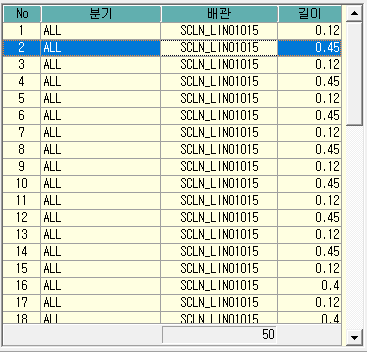 No 분기 배관 길이
1 ALL SCLN_LIN01015 0.12
2 ALL SCLN_LIN01015 0.45
3 ALL SCLN_LIN01015 0.12
4 ALL SCLN_LIN01015 0.45
5 ALL SCLN_LIN01015 0.12
6 ALL SCLN_LIN01015 0.45
7 ALL SCLN_LIN01015 0.12
8 ALL SCLN_LIN01015 0.45
9 ALL SCLN_LIN01015 0.12
10 ALL SCLN_LIN01015 0.45
11 ALL SCLN_LIN01015 0.12
12 ALL SCLN_LIN01015 0.45
13 ALL SCLN_LIN01015 0.12
14 ALL SCLN_LIN01015 0.45
15 ALL SCLN_LIN01015 0.12
16 ALL SCLN_LIN01015 0.4
17 ALL SCLN_LIN01015 0.12
18 ALL SCLN_LIN01015 0.4
50